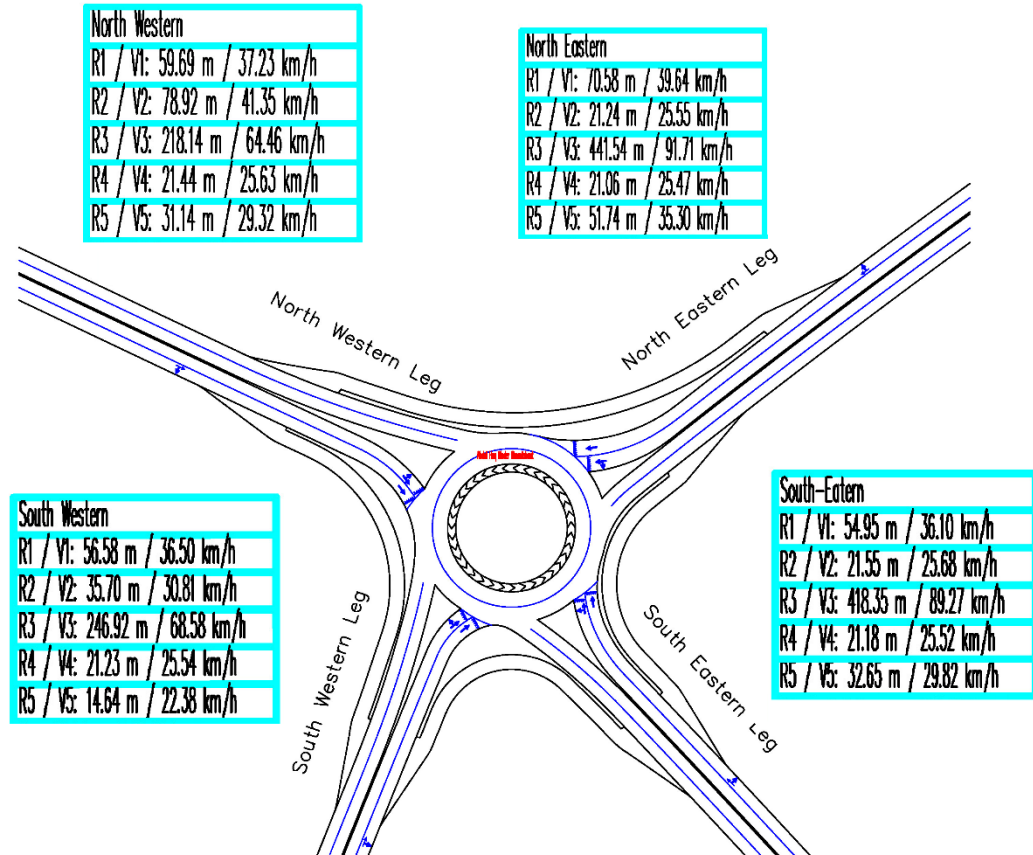 North Western
R1 / V1: 59.69 m / 37.23 km/h
R2 / V2: 78.92 m / 41.35 km/h
R3 / V3: 218.14 m / 64.46 km/h
R4 / V4: 21.44 m / 25.63 km/h
R5 / V5: 31.14 m / 29.32 km/h
North Eastern
R1 / V1: 70.58 m / 39.64 km/h
R2 / V2: 21.24 m / 25.55 km/h
R3 / V3: 441.54 m / 91.71 km/h
R4 / V4: 21.06 m / 25.47 km/h
R5 / V5: 51.74 m / 35.30 km/h
North Western Leg
North Eastern Leg
South Western
R1 / V1: 56.58 m / 36.50 km/h
R2 / V2: 35.70 m / 30.81 km/h
R3 / V3: 246.92 m / 68.58 km/h
R4 / V4: 21.23 m / 25.54 km/h
R5 / V5: 14.64 m / 22.38 km/h
South-Eatern
R1 / V1: 54.95 m / 36.10 km/h
R2 / V2: 21.55 m / 25.68 km/h
R3 / V3: 418.35 m / 89.27 km/h
R4 / V4: 21.18 m / 25.52 km/h
R5 / V5: 32.65 m / 29.82 km/h
South Western Leg
South Eastern Leg